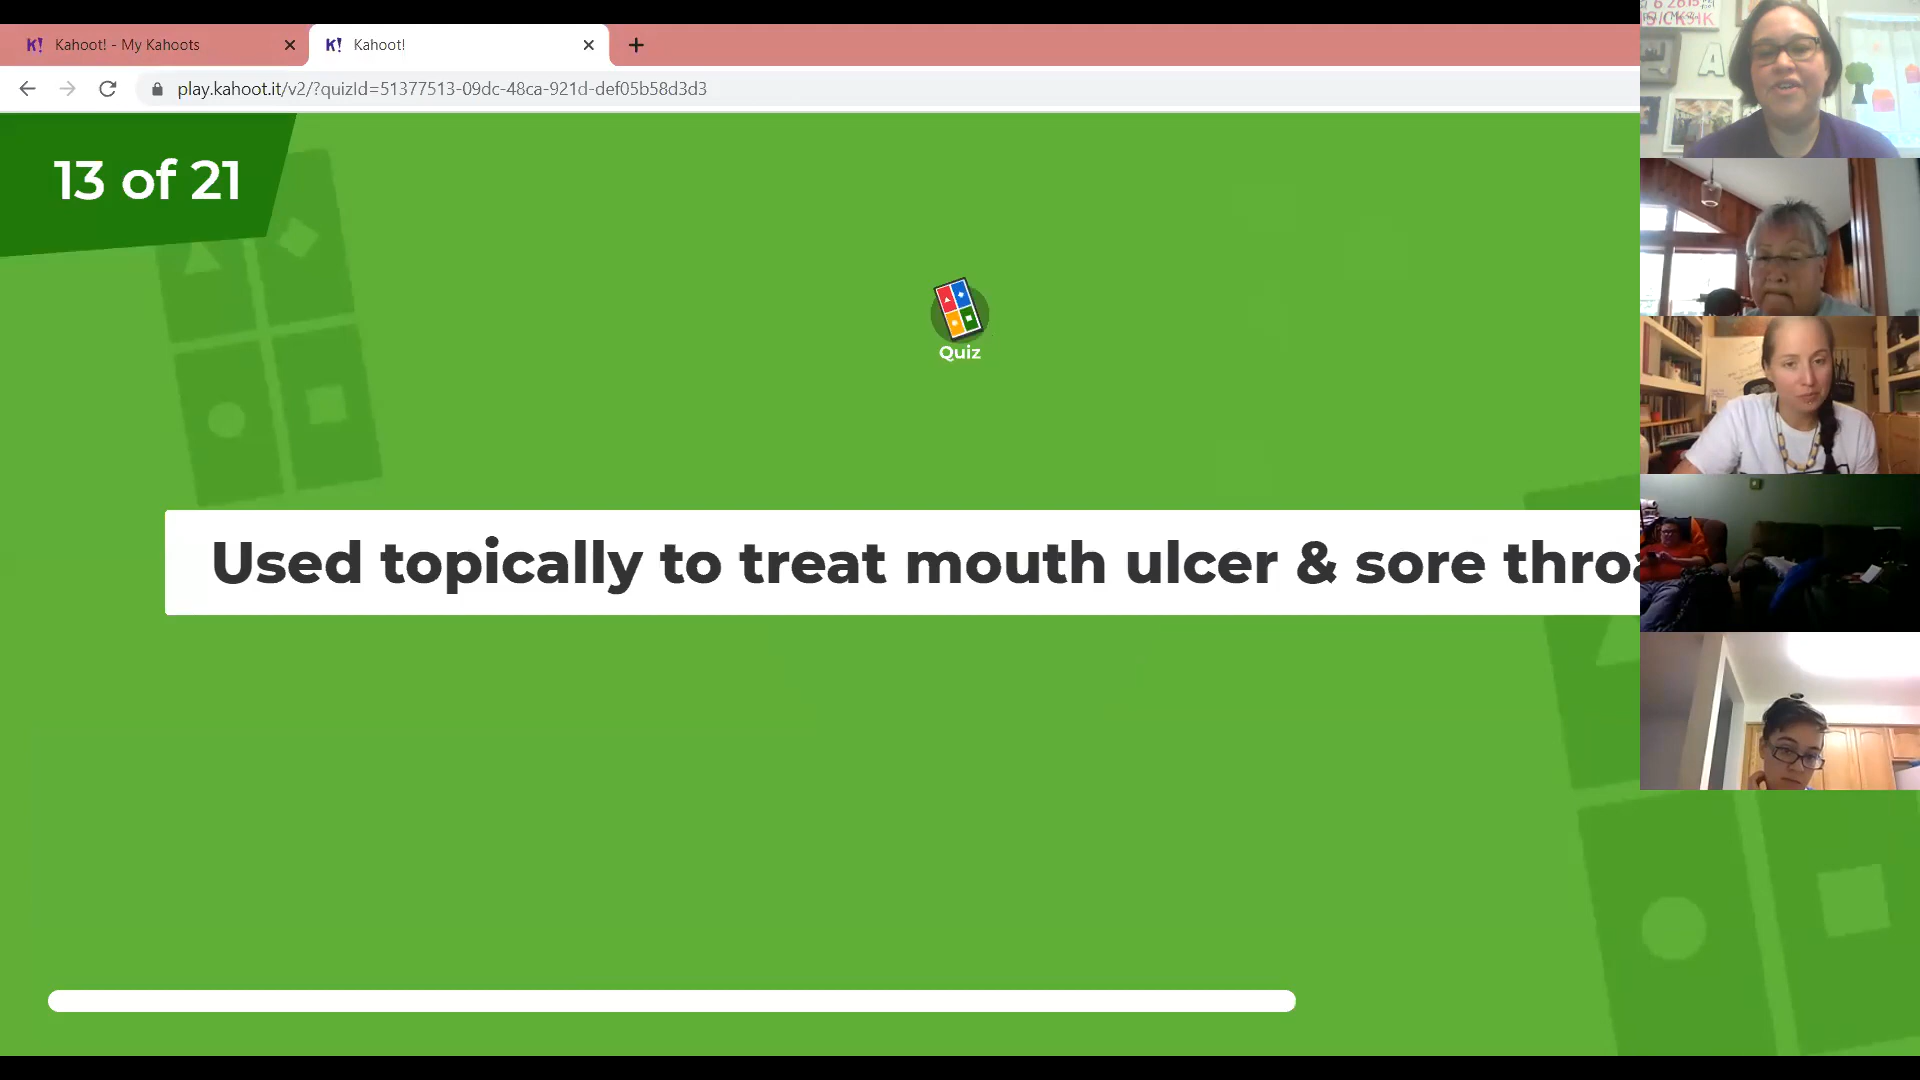 Kahoot! - My Kahoots
Kahoot!
play.kahoot.it/v2/?quizId=51377513-09dc-48ca-921d-def05b58d3d3
13 of 21
Quiz
Used topically to treat mouth ulcer & sore
A